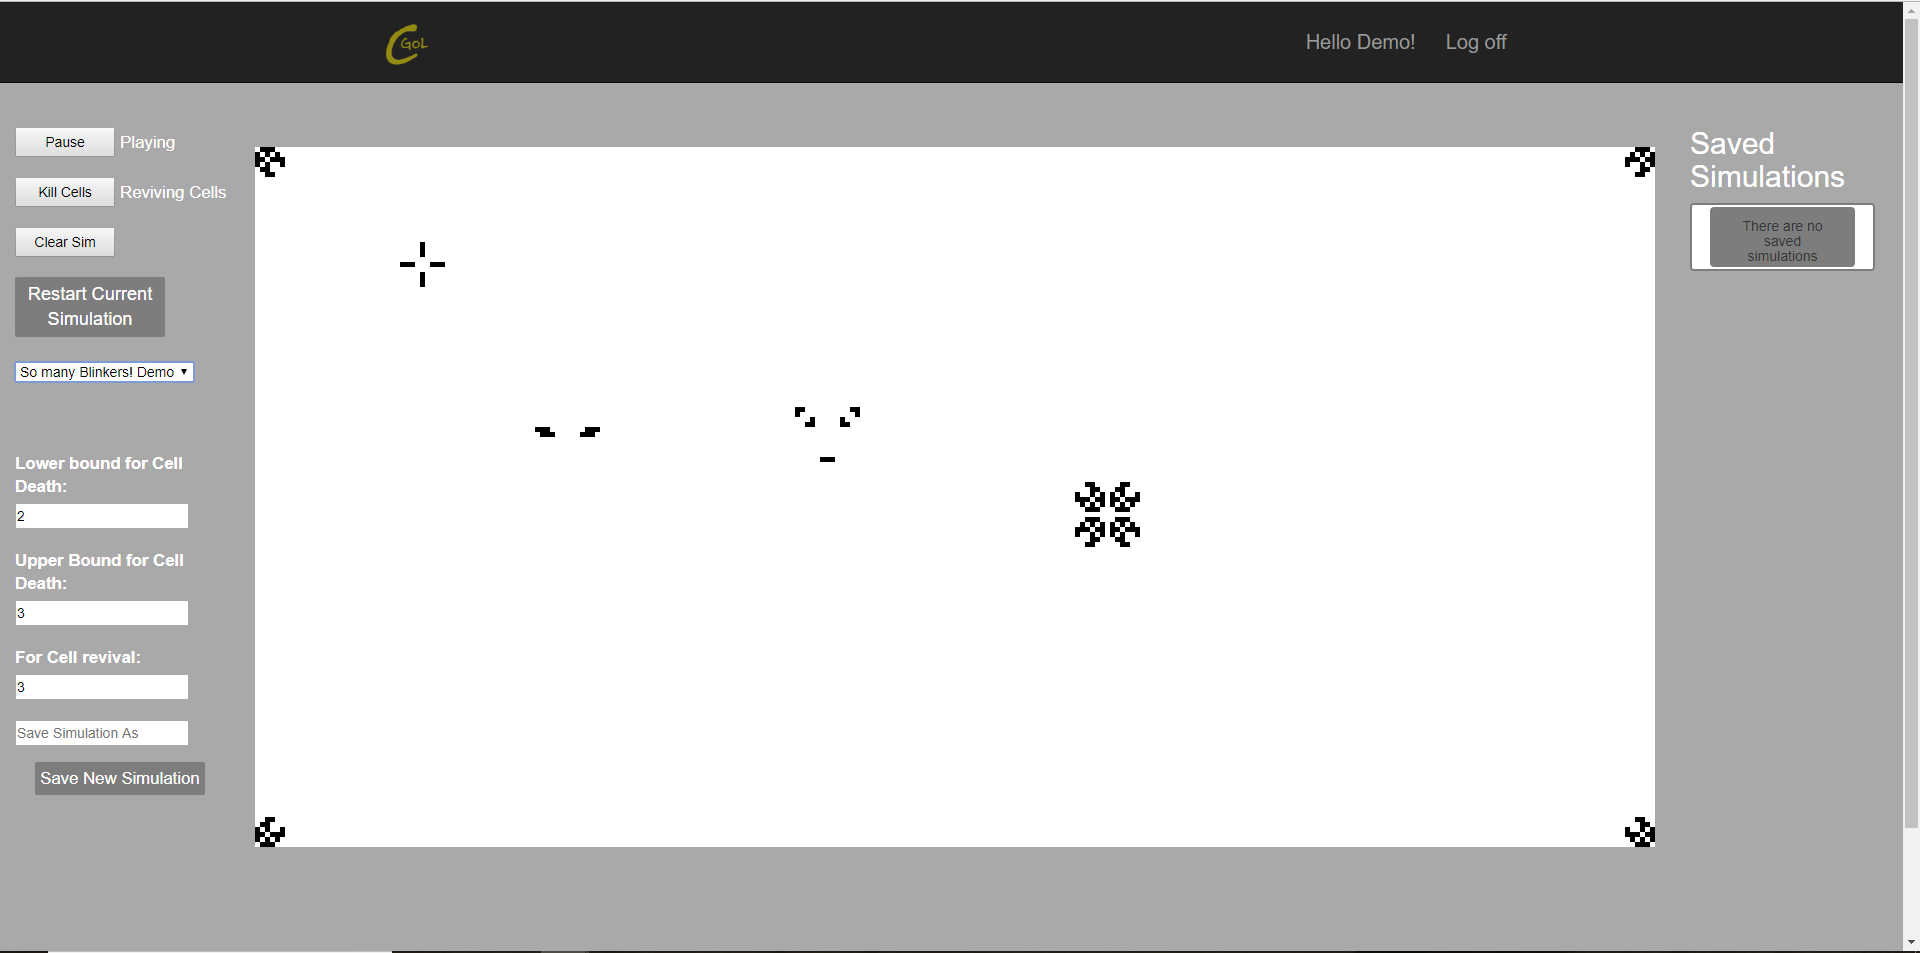 CGoL
Hello Demo!
Log off
Pause
Playing
Kill Cells
Reviving Cells
Clear Sim
Restart Current
Simulation
So many Blinkers! Demo
Lower bound for Cell
Death:
2
Upper Bound for Cell
Death:
3
For Cell revival:
3
Save Simulation As
Save New Simulation
Saved
Simulations
There are no
saved
simulations